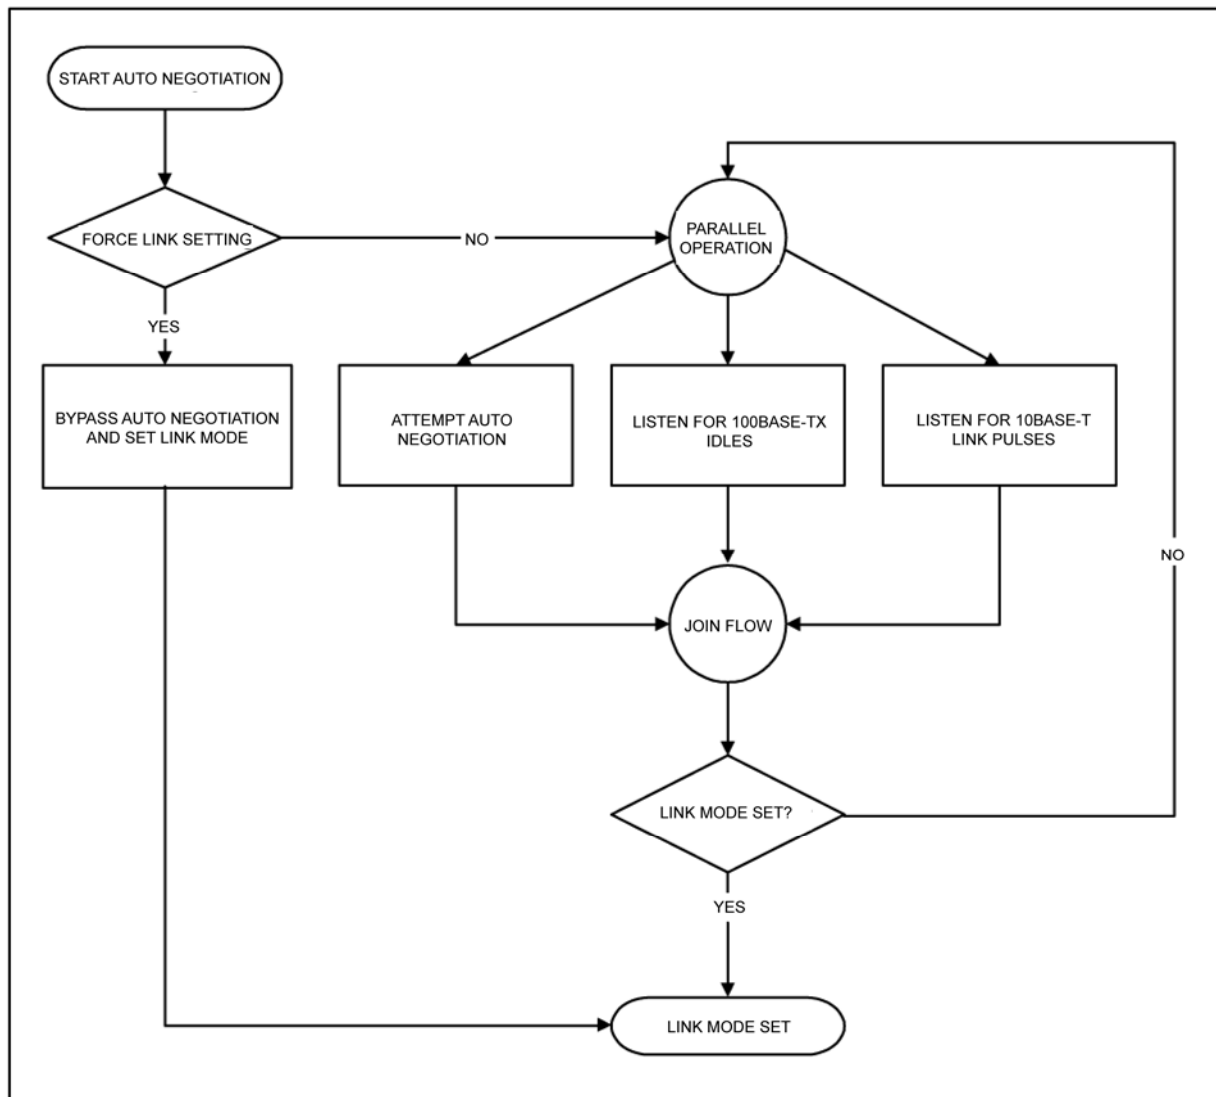 START AUTO NEGOTIATION
FORCE LINK SETTING
NO
PARALLEL
OPERATION
YES
BYPASS AUTO NEGOTIATION
AND SET LINK MODE
ATTEMPT AUTO
NEGOTIATION
LISTEN FOR 100BASE-TX
IDLES
LISTEN FOR 10BASE-T
LINK PULSES
NO
JOIN FLOW
LINK MODE SET?
YES
LINK MODE SET